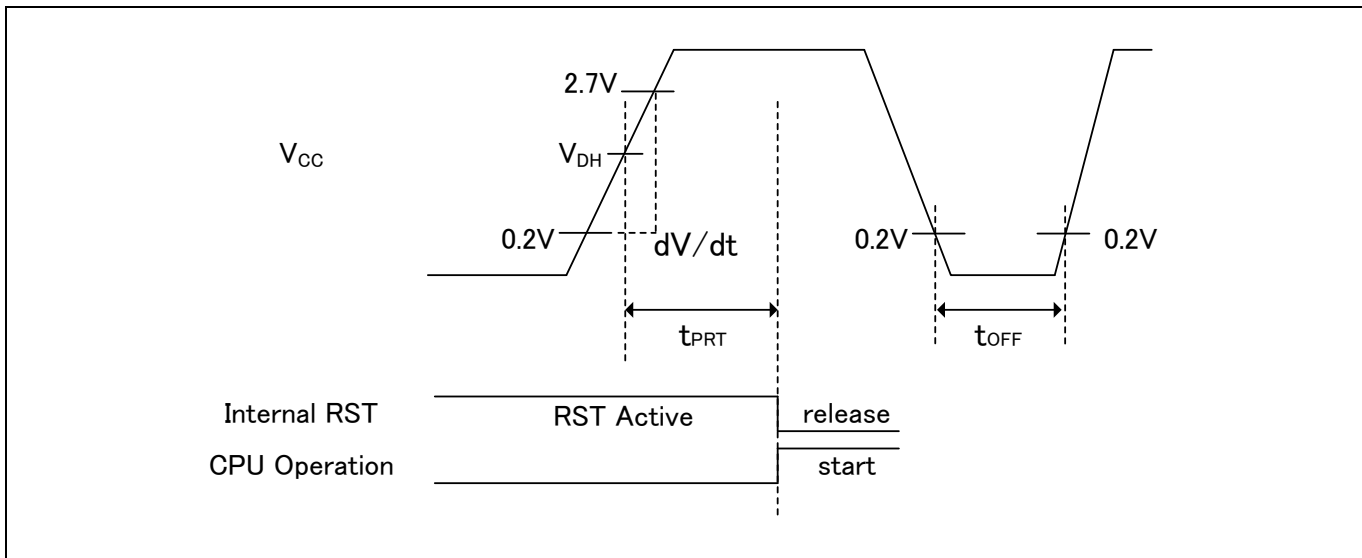 2.7V
VCC
VDH
0.2V
dV/dt
0.2V
0.2V
tPRT
tOFF
Internal RST
RST Active
release
CPU Operation
start